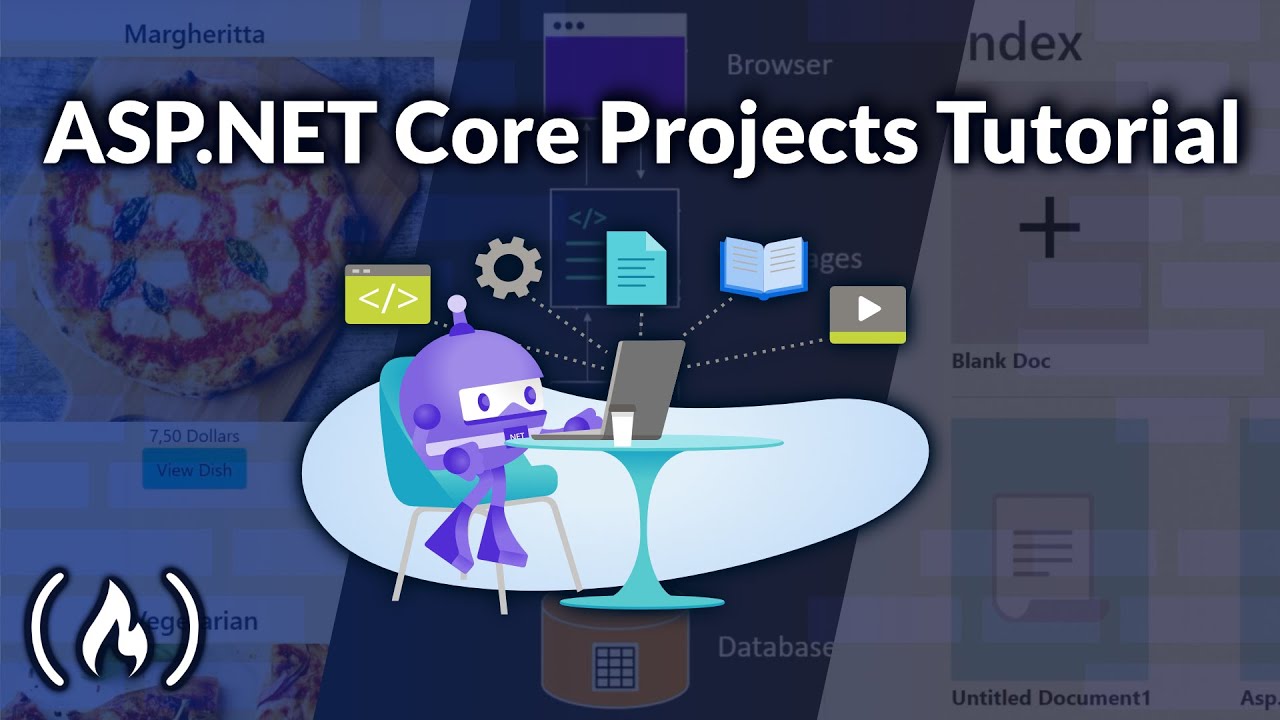 Margheritta
Browser
ndex
ASP.NET Core Projects Tutorial
</>
ages
</>
Blank Doc
7,50 Dollars
View Dish
.NET
Vegetarian
Database
Untitled Document1
Asp.